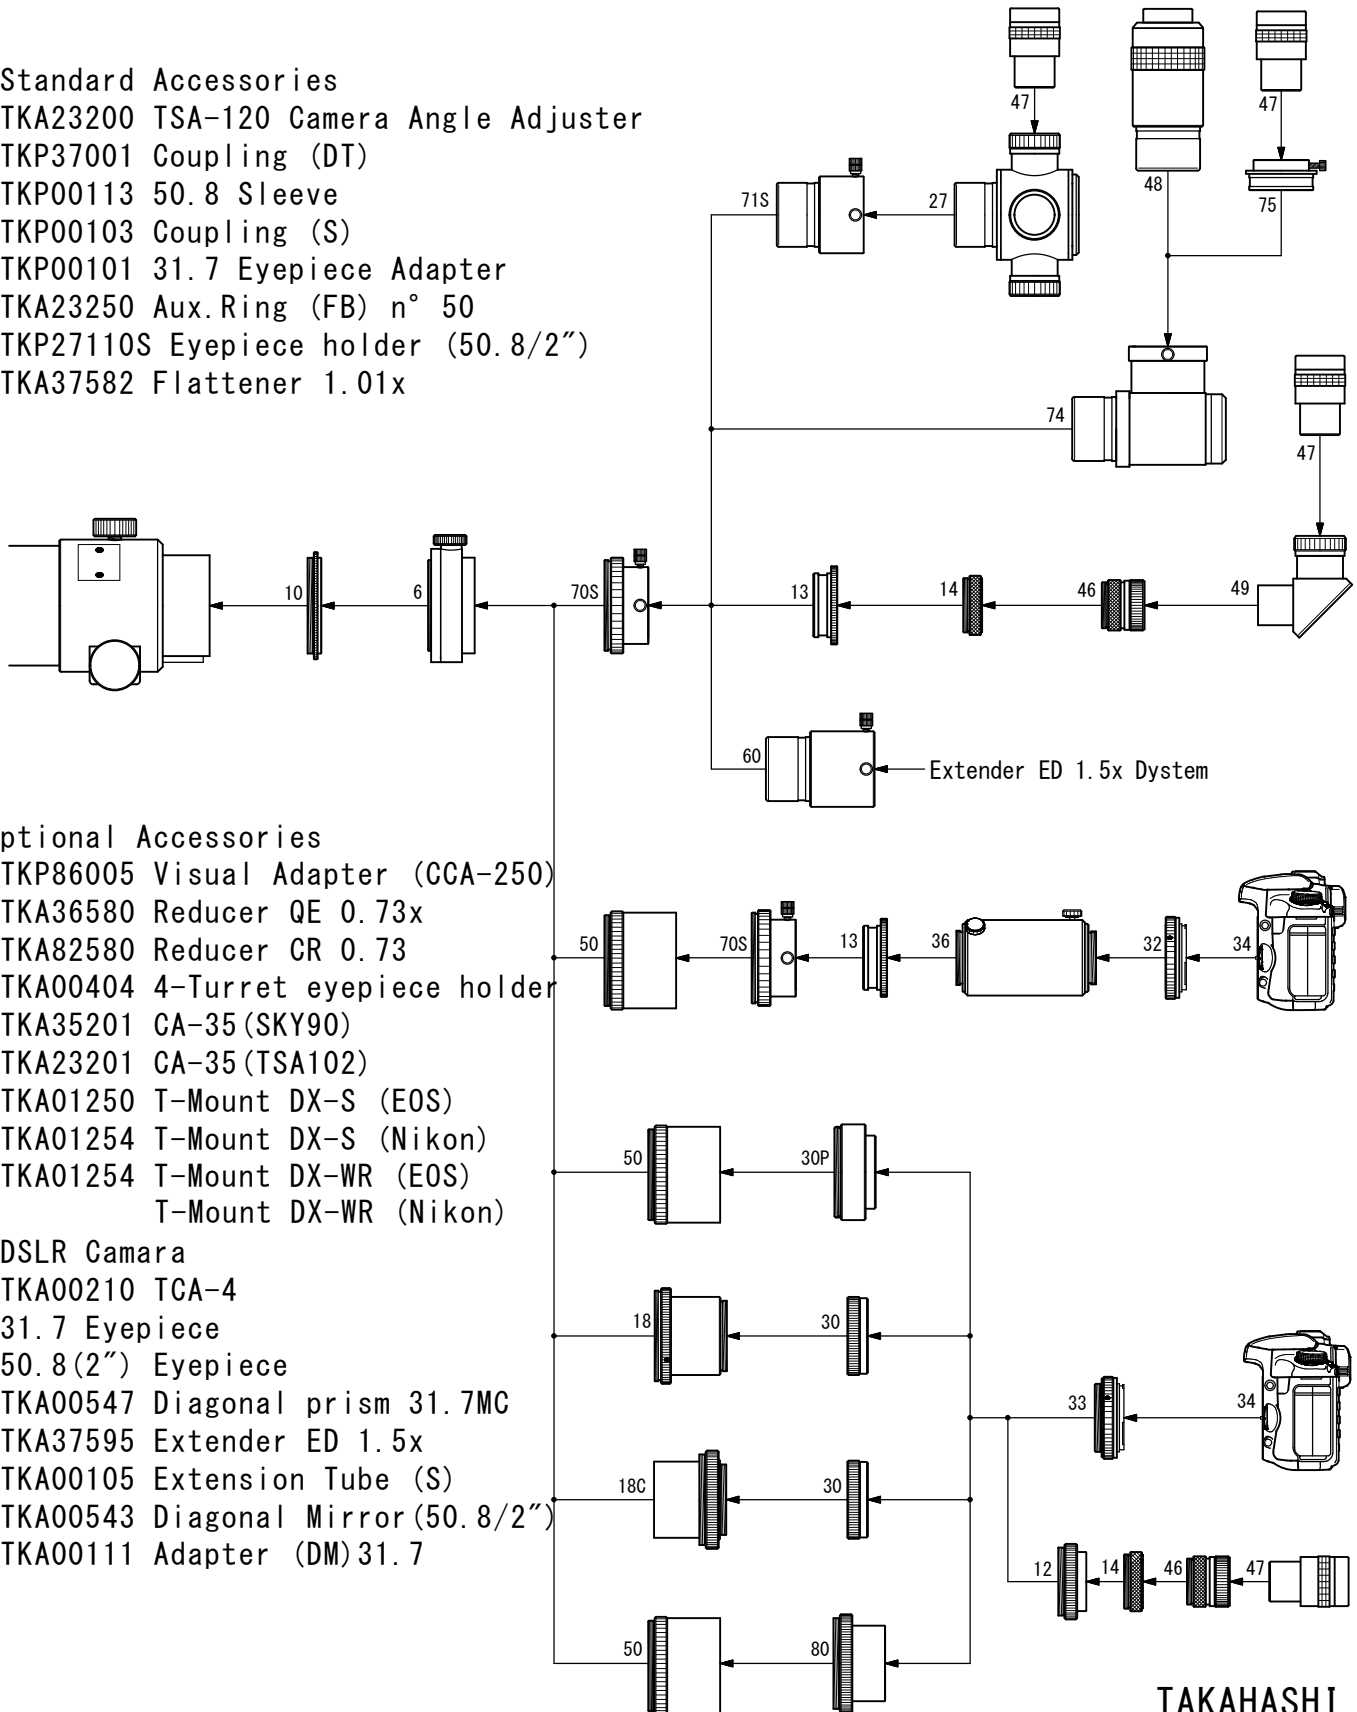 Standard Accessories
TKA23200 TSA-120 Camera Angle Adjuster
TKP37001 Coupling (DT)
TKP00113 50.8 Sleeve
TKP00103 Coupling (S)
TKP00101 31.7 Eyepiece Adapter
TKA23250 Aux.Ring (FB) n° 50
TKP27110S Eyepiece holder (50.8/2″)
TKA37582 Flattener 1.01x
47
48
47
75
71S
27
74
47
10
6
70S
13
14
46
49
60
Extender ED 1.5x Dystem
ptional Accessories
TKP86005 Visual Adapter (CCA-250)
TKA36580 Reducer QE 0.73x
TKA82580 Reducer CR 0.73
TKA00404 4-Turret eyepiece holder
TKA35201 CA-35(SKY90)
TKA23201 CA-35(TSA102)
TKA01250 T-Mount DX-S (EOS)
TKA01254 T-Mount DX-S (Nikon)
TKA01254 T-Mount DX-WR (EOS)
T-Mount DX-WR (Nikon)
DSLR Camara
TKA00210 TCA-4
31.7 Eyepiece
50.8(2″) Eyepiece
TKA00547 Diagonal prism 31.7MC
TKA37595 Extender ED 1.5x
TKA00105 Extension Tube (S)
TKA00543 Diagonal Mirror(50.8/2″)
TKA00111 Adapter (DM)31.7
50
70S
13
36
32
34
50
30P
18
30
33
34
18C
30
12
14
46
47
50
80
TAKAHASHI